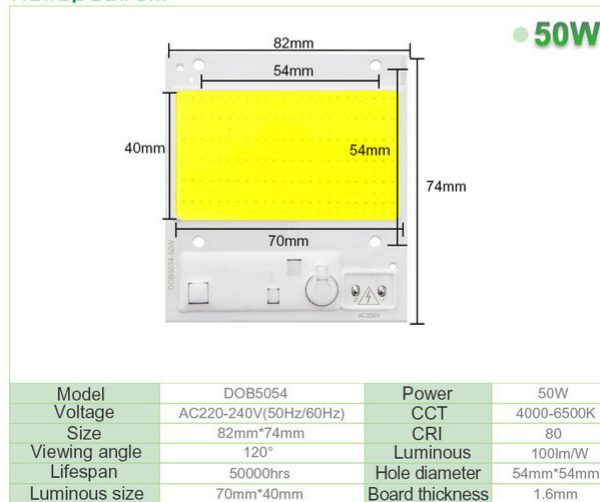 50W
82mm
54mm
40mm
54mm
74mm
70mm
DOB5054-50W
AC220V
Model DOB5054 Power 50W
Voltage AC220-240V(50Hz/60Hz) CCT 4000-6500K
Size 82mm*74mm CRI 80
Viewing angle 120° Luminous 100lm/W
Lifespan 50000hrs Hole diameter 54mm*54mm
Luminous size 70mm*40mm Board thickness 1.6mm